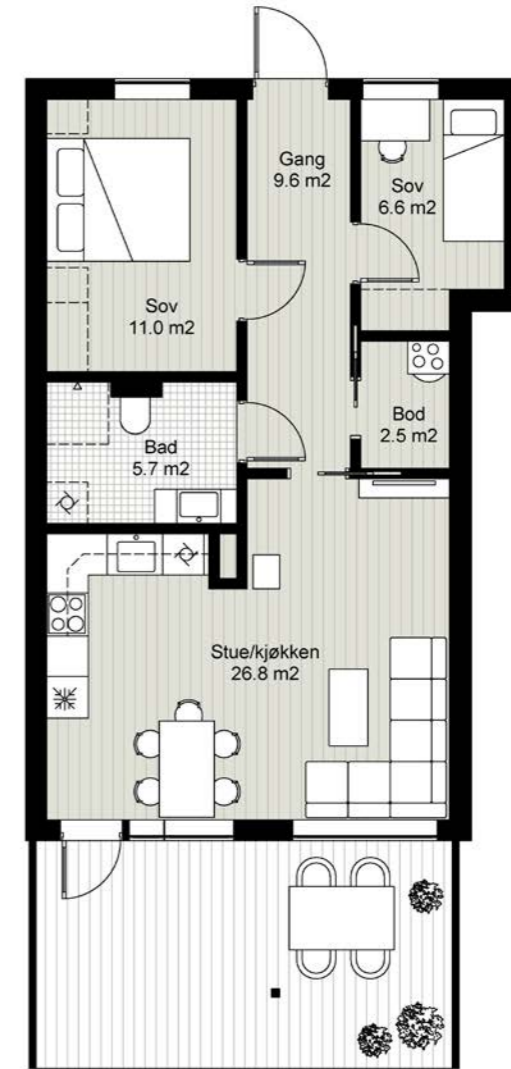 Gang
9.6 m2
Sov
6.6 m2
Sov
11.0 m2
Bod
2.5 m2
Bad
5.7 m2
Stue/kjøkken
26.8 m2